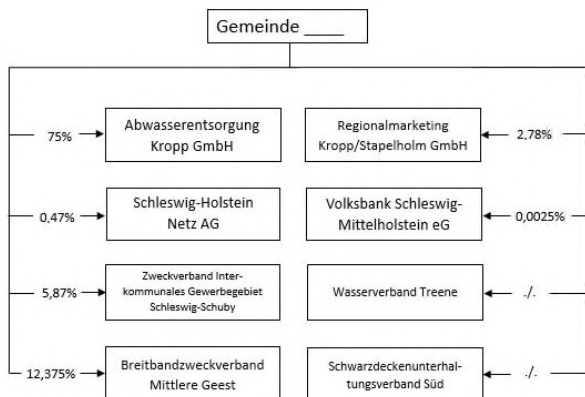 Gemeinde ____
75%
Abwasserentsorgung
Kropp GmbH
Regionalmarketing
Kropp/Stapelholm GmbH
2,78%
0,47%
Schleswig-Holstein
Netz AG
Volksbank Schleswig-
Mittelholstein eG
0,0025%
5,87%
Zweckverband Inter-
kommunales Gewerbegebiet
Schleswig-Schuby
Wasserverband Treene
./.
12,375%
Breitbandzweckverband
Mittlere Geest
Schwarzdeckenunterhal-
tungsverband Süd
./.